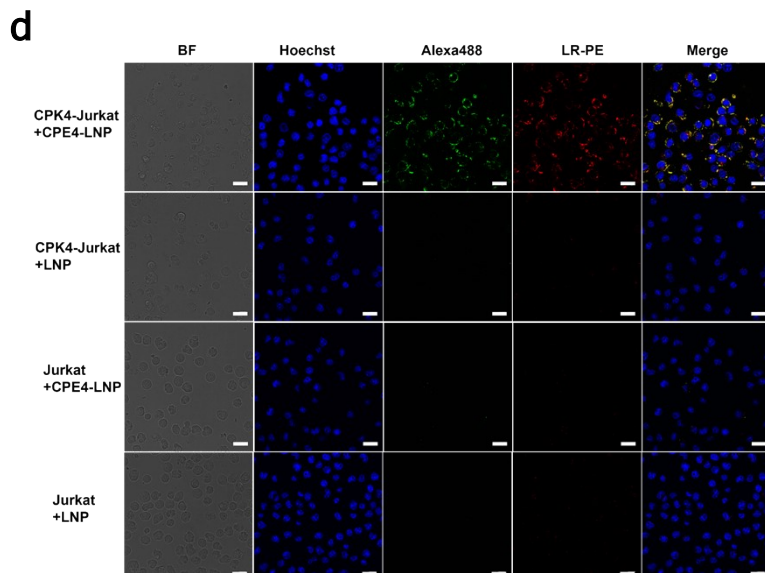 d
BF Hoechst Alexa488 LR-PE Merge
CPK4-Jurkat
+CPE4-LNP
CPK4-Jurkat
+LNP
Jurkat
+CPE4-LNP
Jurkat
+LNP